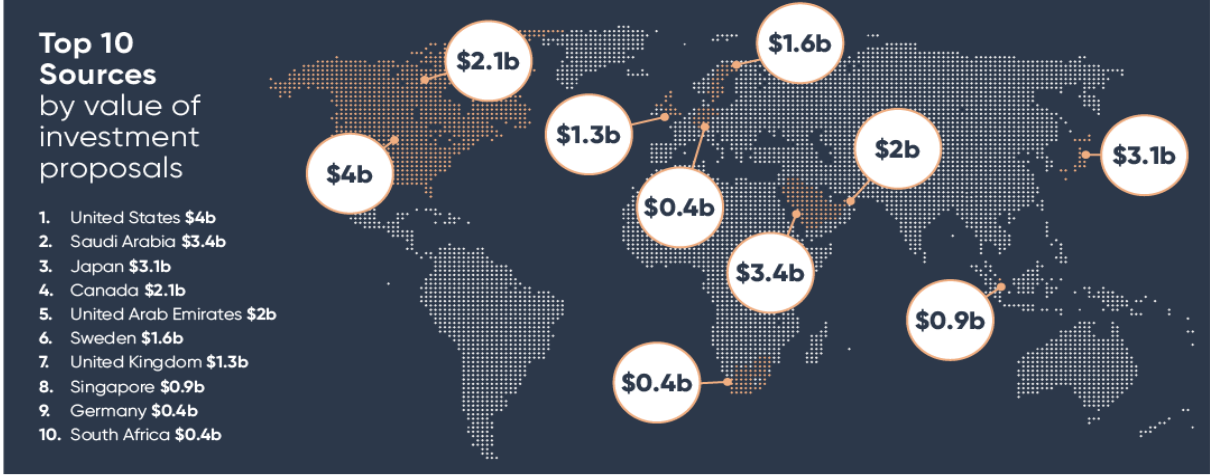 Top 10
Sources
by value of
investment
proposals
1. United States $4b
2. Saudi Arabia $3.4b
3. Japan $3.1b
4. Canada $2.1b
5. United Arab Emirates $2b
6. Sweden $1.6b
7. United Kingdom $1.3b
8. Singapore $0.9b
9. Germany $0.4b
10. South Africa $0.4b
$2.1b
$1.6b
$1.3b
$2b
$3.1b
$4b
$0.4b
$3.4b
$0.9b
$0.4b